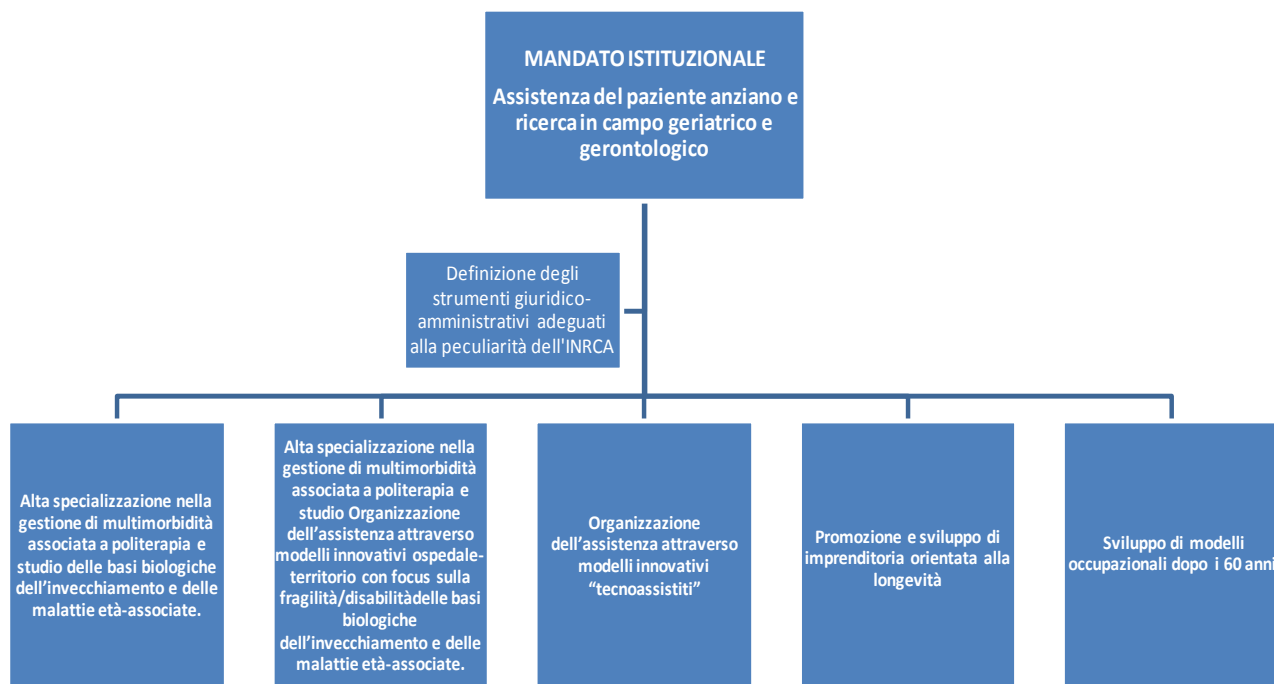 MANDATO ISTITUZIONALE
Assistenza del paziente anziano e
ricerca in campo geriatrico e
gerontologico
Definizione degli
strumenti giuridico-
amministrativi adeguati
alla peculiarità dell'INRCA
Alta specializzazione nella
gestione di multimorbidità
associata a politerapia e
studio delle basi biologiche
dell’invecchiamento e delle
malattie età-associate.
Alta specializzazione nella
gestione di multimorbidità
associata a politerapia e
studio Organizzazione
dell’assistenza attraverso
modelli innovativi ospedale-
territorio con focus sulla
fragilità/disabilitàdelle basi
biologiche
dell’invecchiamento e delle
malattie età-associate.
Organizzazione
dell’assistenza attraverso
modelli innovativi
“tecnoassistiti”
Promozione e sviluppo di
imprenditoria orientata alla
longevità
Sviluppo di modelli
occupazionali dopo i 60 anni